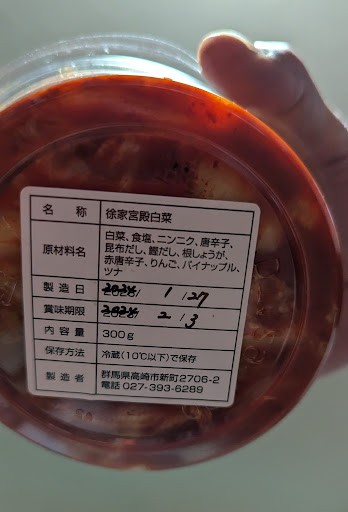 名 称 徐家宮殿白菜
原材料名 白菜、食塩、ニンニク、唐辛子、
昆布だし、鰹だし、根しょうが、
赤唐辛子、りんご、パイナップル、
ツナ
製造日 1/27
賞味期限 2/3
内容量 300g
保存方法 冷蔵(10℃以下)で保存
製造者 群馬県高崎市新町2706-2
電話 027-393-6289